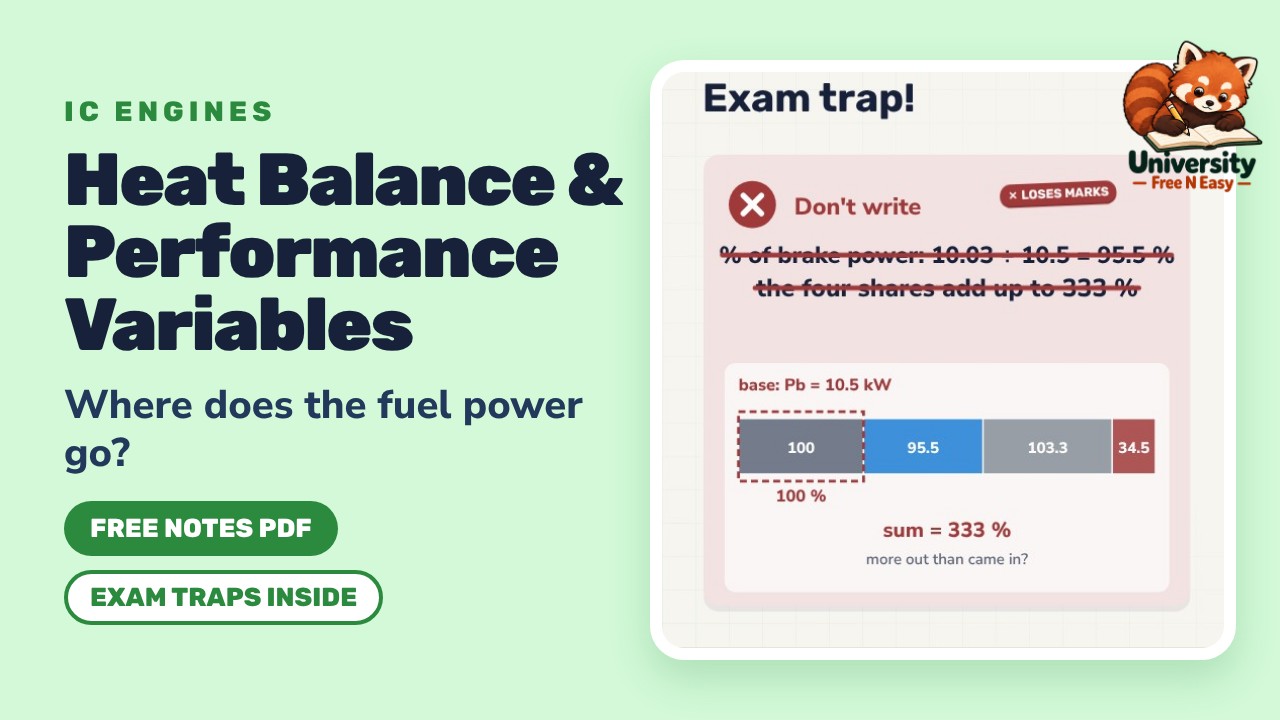 IC ENGINES
Heat Balance &
Performance
Variables
Where does the fuel power
go?
FREE NOTES PDF
EXAM TRAPS INSIDE
Exam trap!
University
Free N Easy
Don't write
× LOSES MARKS
% of brake power: 10.03 ÷ 10.5 = 95.5 %
the four shares add up to 333 %
base: Pb = 10.5 kW
100
95.5
103.3
34.5
100 %
sum = 333 %
more out than came in?